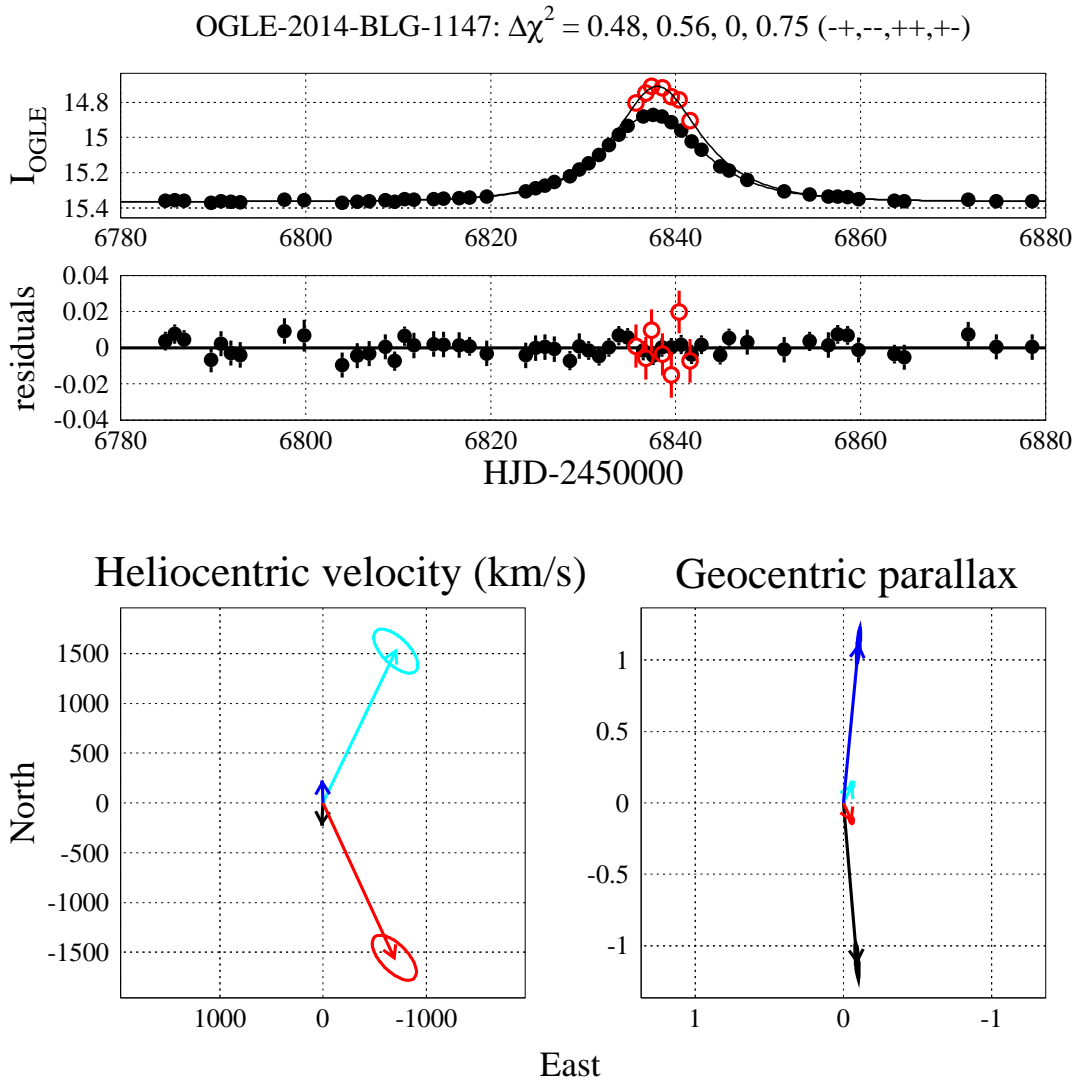 OGLE-2014-BLG-1147: Δχ² = 0.48, 0.56, 0, 0.75 (-+,--,++,+-)
I_OGLE
14.8
15
15.2
15.4
6780 6800 6820 6840 6860 6880
residuals
0.04
0.02
0
-0.02
-0.04
6780 6800 6820 6840 6860 6880
HJD-2450000
Heliocentric velocity (km/s)
North
1500
1000
500
0
-500
-1000
-1500
1000 0 -1000
Geocentric parallax
1
0.5
0
-0.5
-1
1 0 -1
East